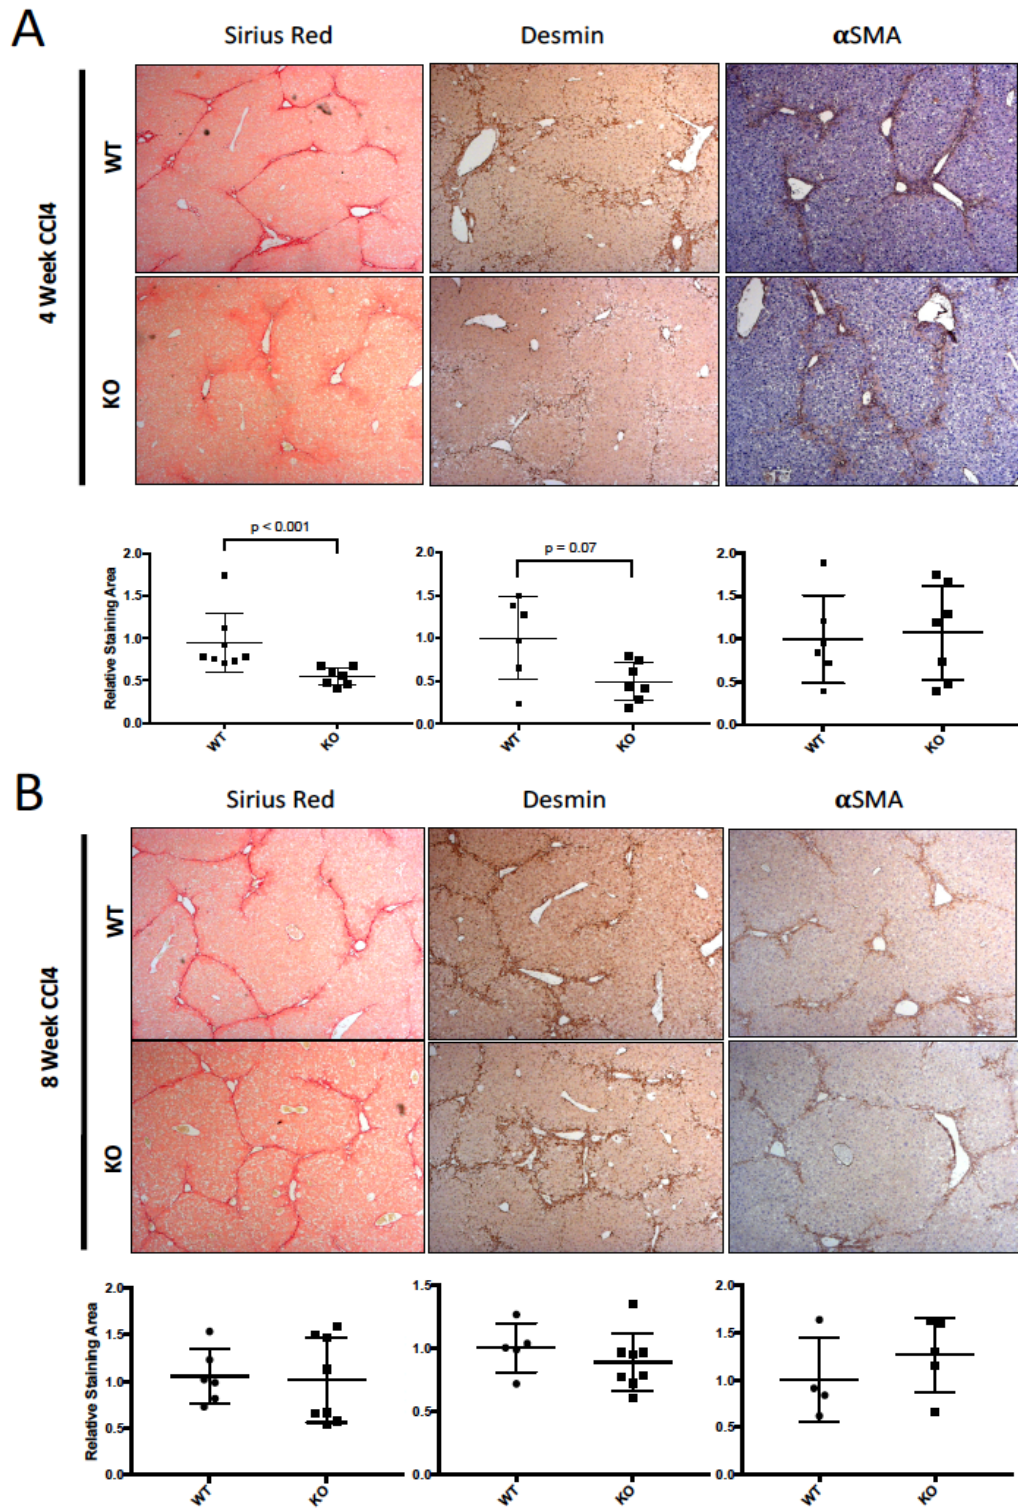 A
Sirius Red Desmin αSMA
4 Week CCl4
WT
KO
p < 0.001
p = 0.07
Relative Staining Area
2.0
1.5
1.0
0.5
0.0
WT KO
2.0
1.5
1.0
0.5
0.0
WT KO
2.0
1.5
1.0
0.5
0.0
WT KO
B
Sirius Red Desmin αSMA
8 Week CCl4
WT
KO
Relative Staining Area
2.0
1.5
1.0
0.5
0.0
WT KO
1.5
1.0
0.5
0.0
WT KO
2.0
1.5
1.0
0.5
0.0
WT KO